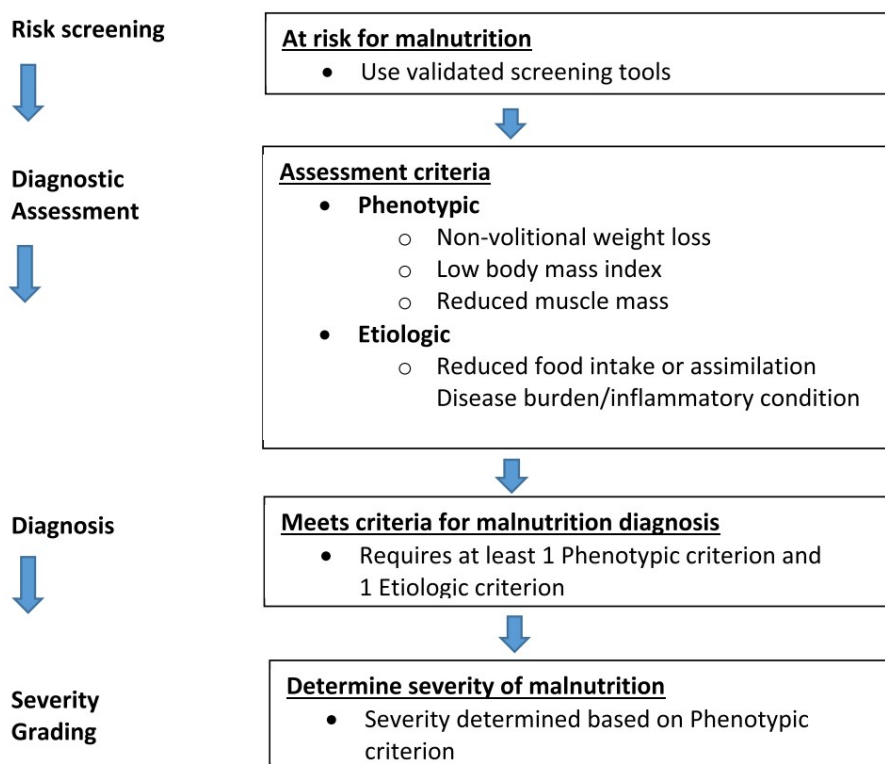 Risk screening
At risk for malnutrition
• Use validated screening tools
Diagnostic
Assessment
Assessment criteria
• Phenotypic
o Non-volitional weight loss
o Low body mass index
o Reduced muscle mass
• Etiologic
o Reduced food intake or assimilation
Disease burden/inflammatory condition
Diagnosis
Meets criteria for malnutrition diagnosis
• Requires at least 1 Phenotypic criterion and
1 Etiologic criterion
Severity
Grading
Determine severity of malnutrition
• Severity determined based on Phenotypic
criterion